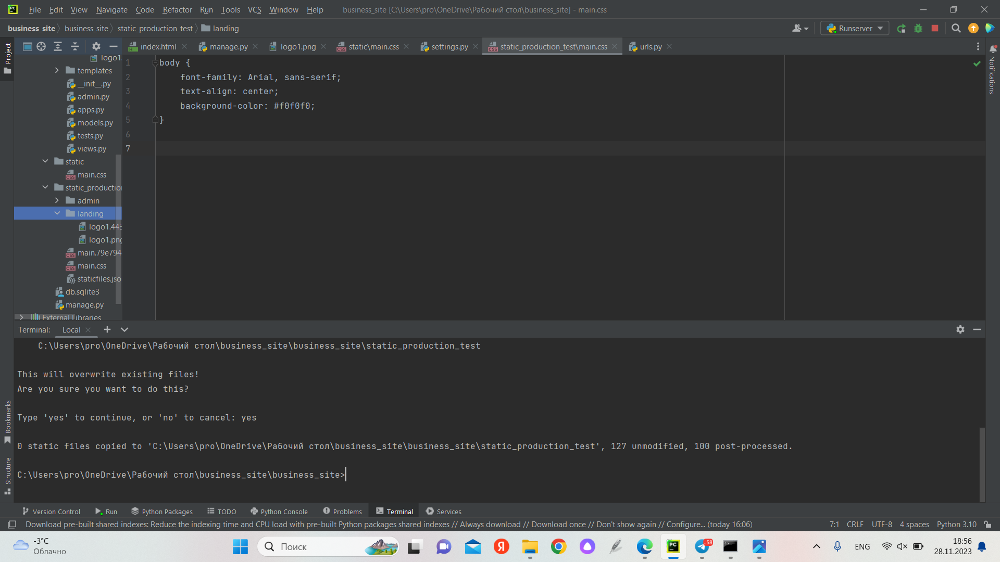 PC File Edit View Navigate Code Refactor Run Tools VCS Window Help business_site [C:\Users\pro\OneDrive\Рабочий стол\business_site] - main.css
business_site business_site static_production_test landing Runserver
Project index.html manage.py logo1.png static\main.css settings.py static_production_test\main.css urls.py
Notifications
logo1.
templates
__init__.py
admin.py
apps.py
models.py
tests.py
views.py
static
main.css
static_production
admin
landing
logo1.443
logo1.png
main.79e794
main.css
staticfiles.jso
db.sqlite3
manage.py
External Libraries
1 body {
2 font-family: Arial, sans-serif;
3 text-align: center;
4 background-color: #f0f0f0;
5 }
6
7
Terminal: Local
C:\Users\pro\OneDrive\Рабочий стол\business_site\business_site\static_production_test
This will overwrite existing files!
Are you sure you want to do this?
Type 'yes' to continue, or 'no' to cancel: yes
0 static files copied to 'C:\Users\pro\OneDrive\Рабочий стол\business_site\business_site\static_production_test', 127 unmodified, 100 post-processed.
C:\Users\pro\OneDrive\Рабочий стол\business_site\business_site>
Bookmarks
Structure
Version Control Run Python Packages TODO Python Console Problems Terminal Services
Download pre-built shared indexes: Reduce the indexing time and CPU load with pre-built Python packages shared indexes // Always download // Download once // Don't show again // Configure... (today 16:06) 7:1 CRLF UTF-8 4 spaces Python 3.10
-3°C
Облачно
Поиск
Я
PC
58
ENG
18:56
28.11.2023